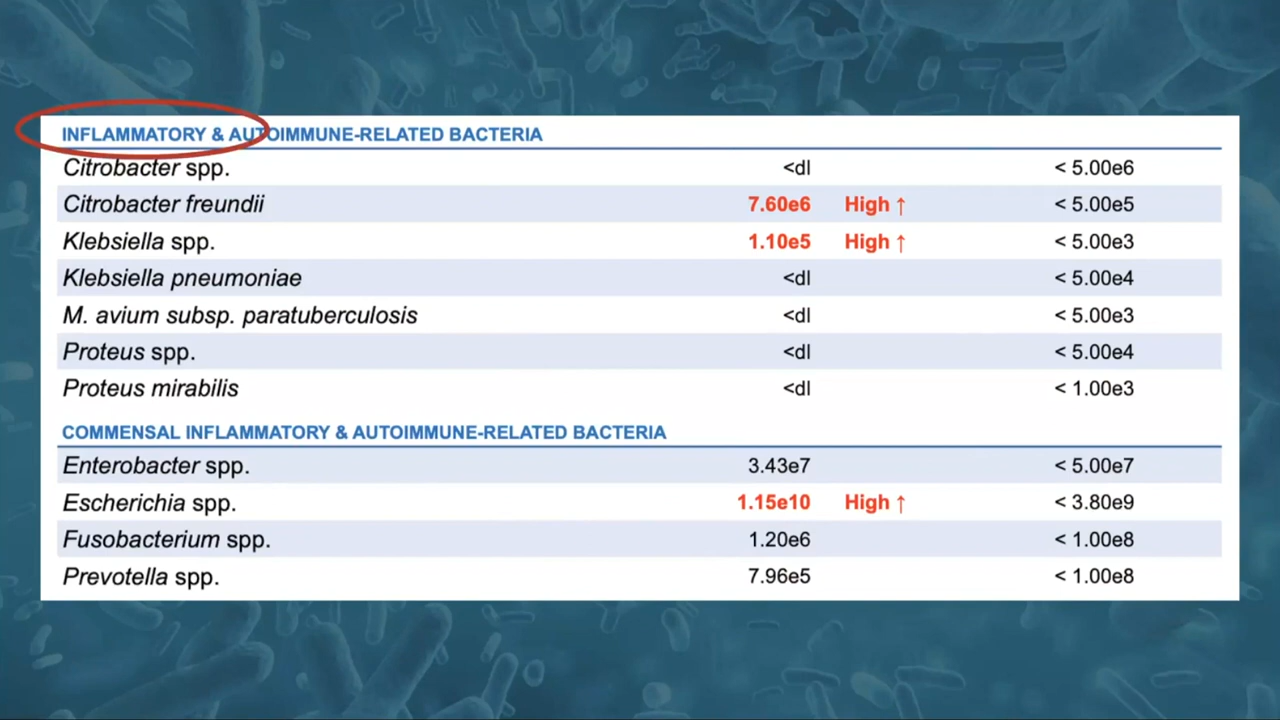 INFLAMMATORY & AUTOIMMUNE-RELATED BACTERIA
Citrobacter spp. <dl < 5.00e6
Citrobacter freundii 7.60e6 High ↑ < 5.00e5
Klebsiella spp. 1.10e5 High ↑ < 5.00e3
Klebsiella pneumoniae <dl < 5.00e4
M. avium subsp. paratuberculosis <dl < 5.00e3
Proteus spp. <dl < 5.00e4
Proteus mirabilis <dl < 1.00e3
COMMENSAL INFLAMMATORY & AUTOIMMUNE-RELATED BACTERIA
Enterobacter spp. 3.43e7 < 5.00e7
Escherichia spp. 1.15e10 High ↑ < 3.80e9
Fusobacterium spp. 1.20e6 < 1.00e8
Prevotella spp. 7.96e5 < 1.00e8